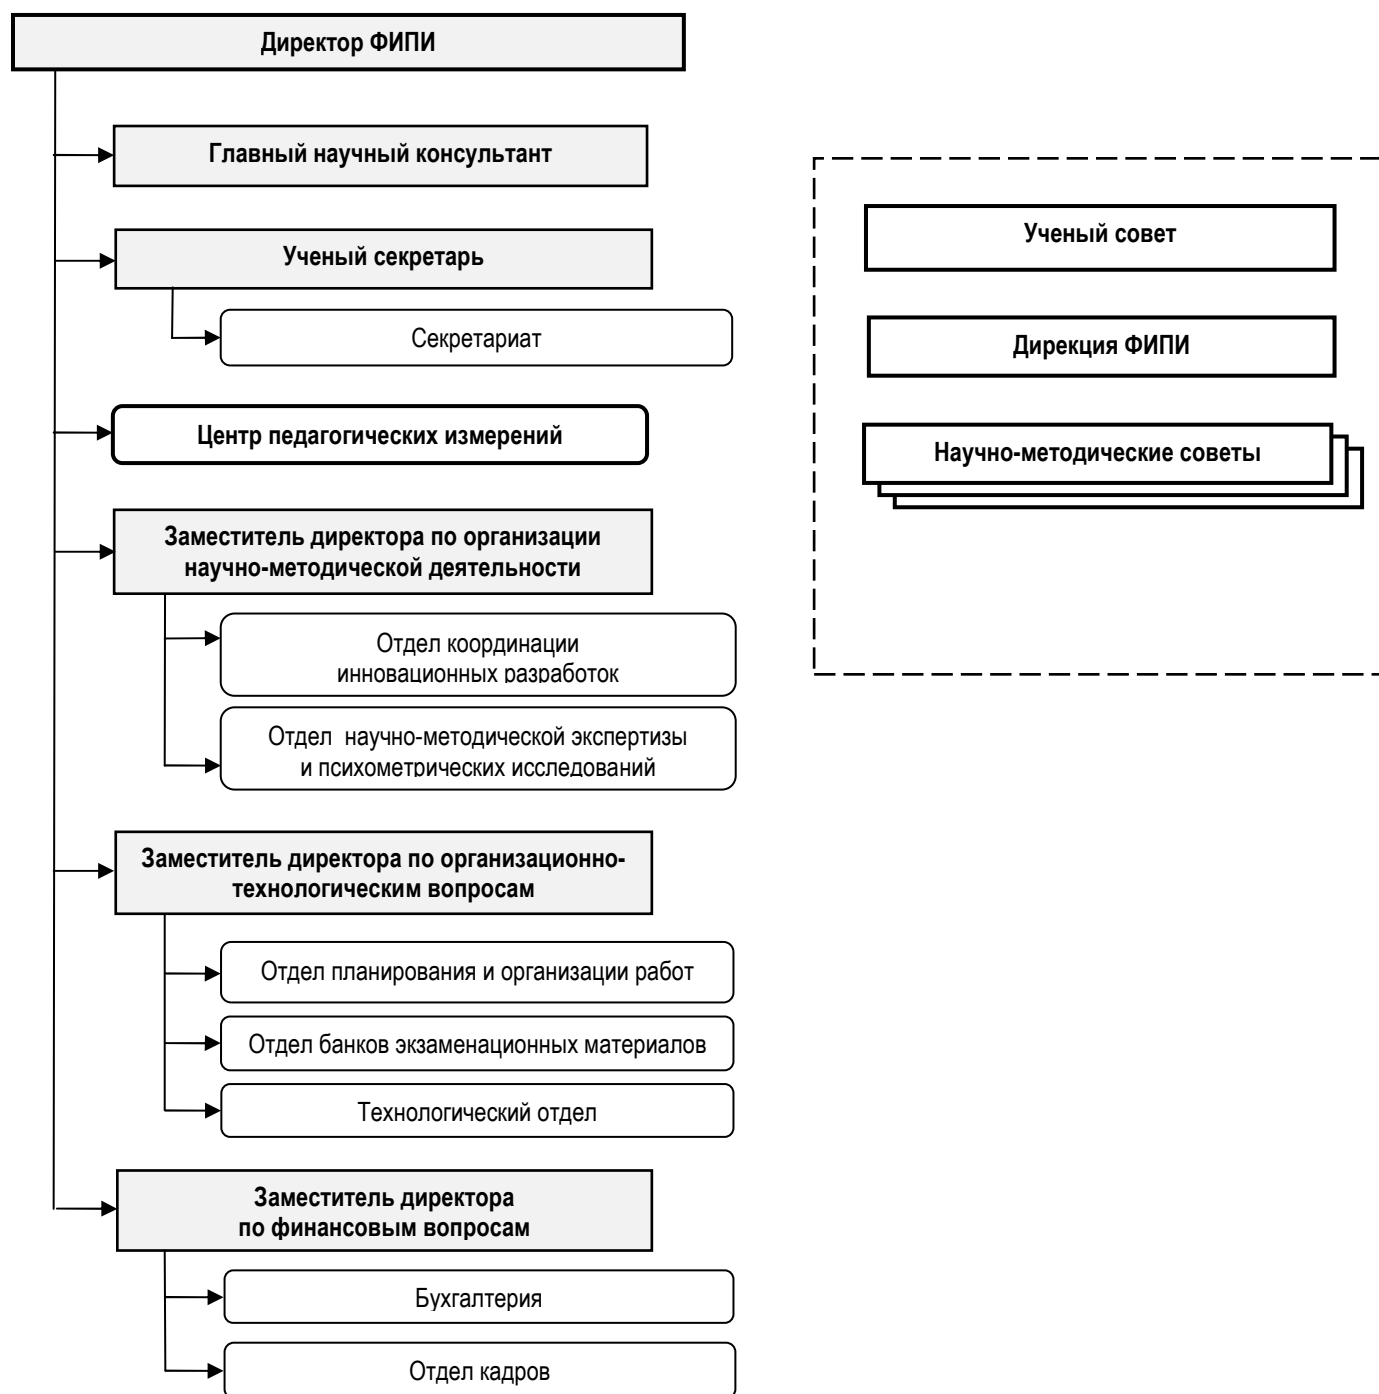 Директор ФИПИ
Главный научный консультант
Ученый секретарь
Секретариат
Центр педагогических измерений
Заместитель директора по организации
научно-методической деятельности
Отдел координации
инновационных разработок
Отдел  научно-методической экспертизы
и психометрических исследований
Заместитель директора по организационно-
технологическим вопросам
Отдел планирования и организации работ
Отдел банков экзаменационных материалов
Технологический отдел
Заместитель директора
по финансовым вопросам
Бухгалтерия
Отдел кадров
Ученый совет
Дирекция ФИПИ
Научно-методические советы